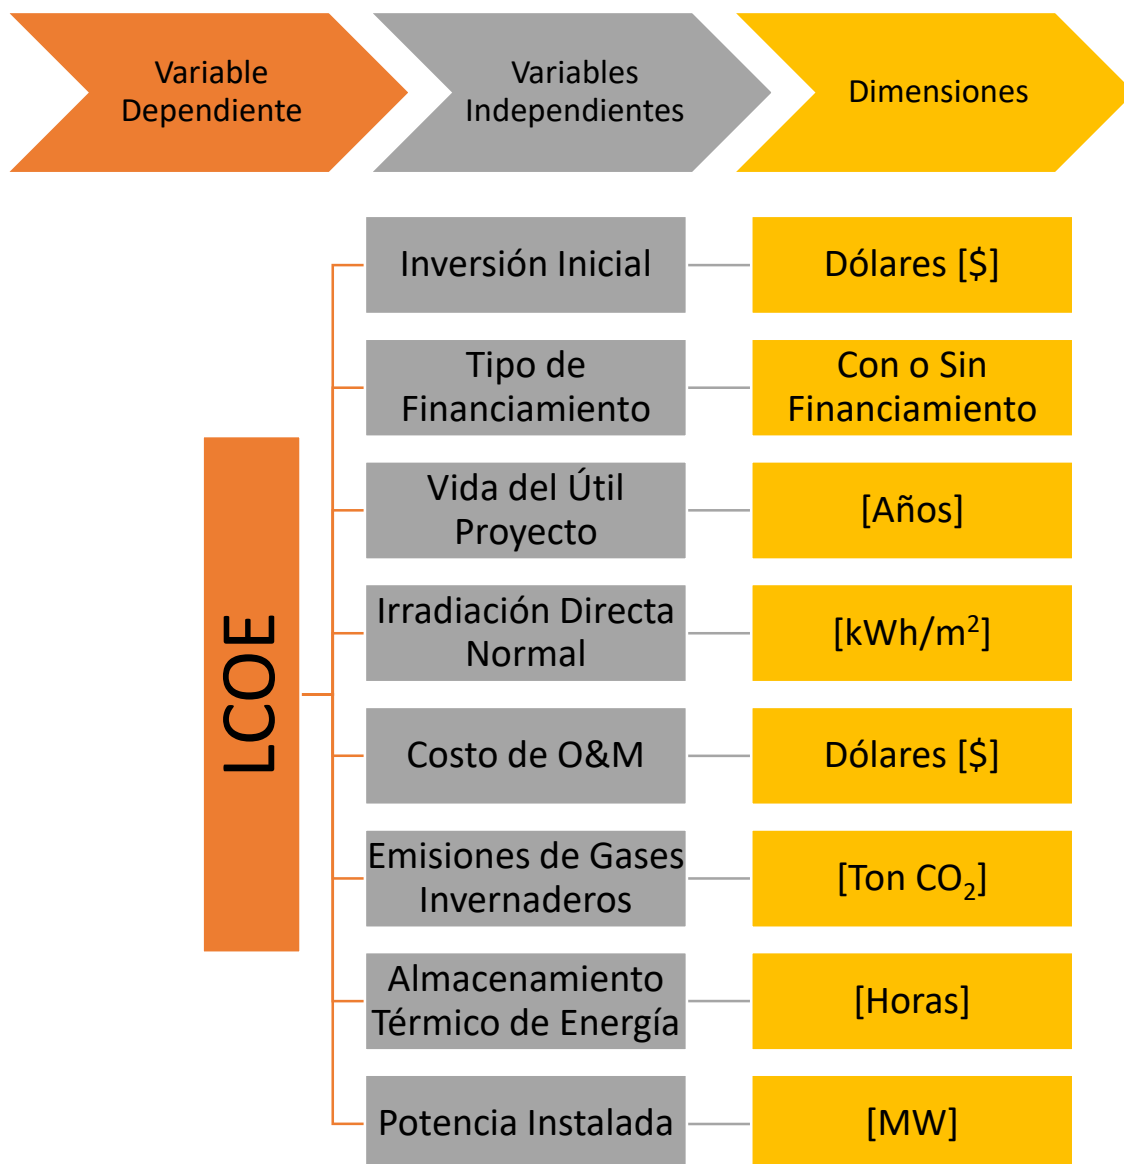 Variable
Dependiente
Variables
Independientes
Dimensiones
LCOE
Inversión Inicial
Dólares [$]
Tipo de
Financiamiento
Con o Sin
Financiamiento
Vida del Útil
Proyecto
[Años]
Irradiación Directa
Normal
[kWh/m²]
Costo de O&M
Dólares [$]
Emisiones de Gases
Invernaderos
[Ton CO₂]
Almacenamiento
Térmico de Energía
[Horas]
Potencia Instalada
[MW]